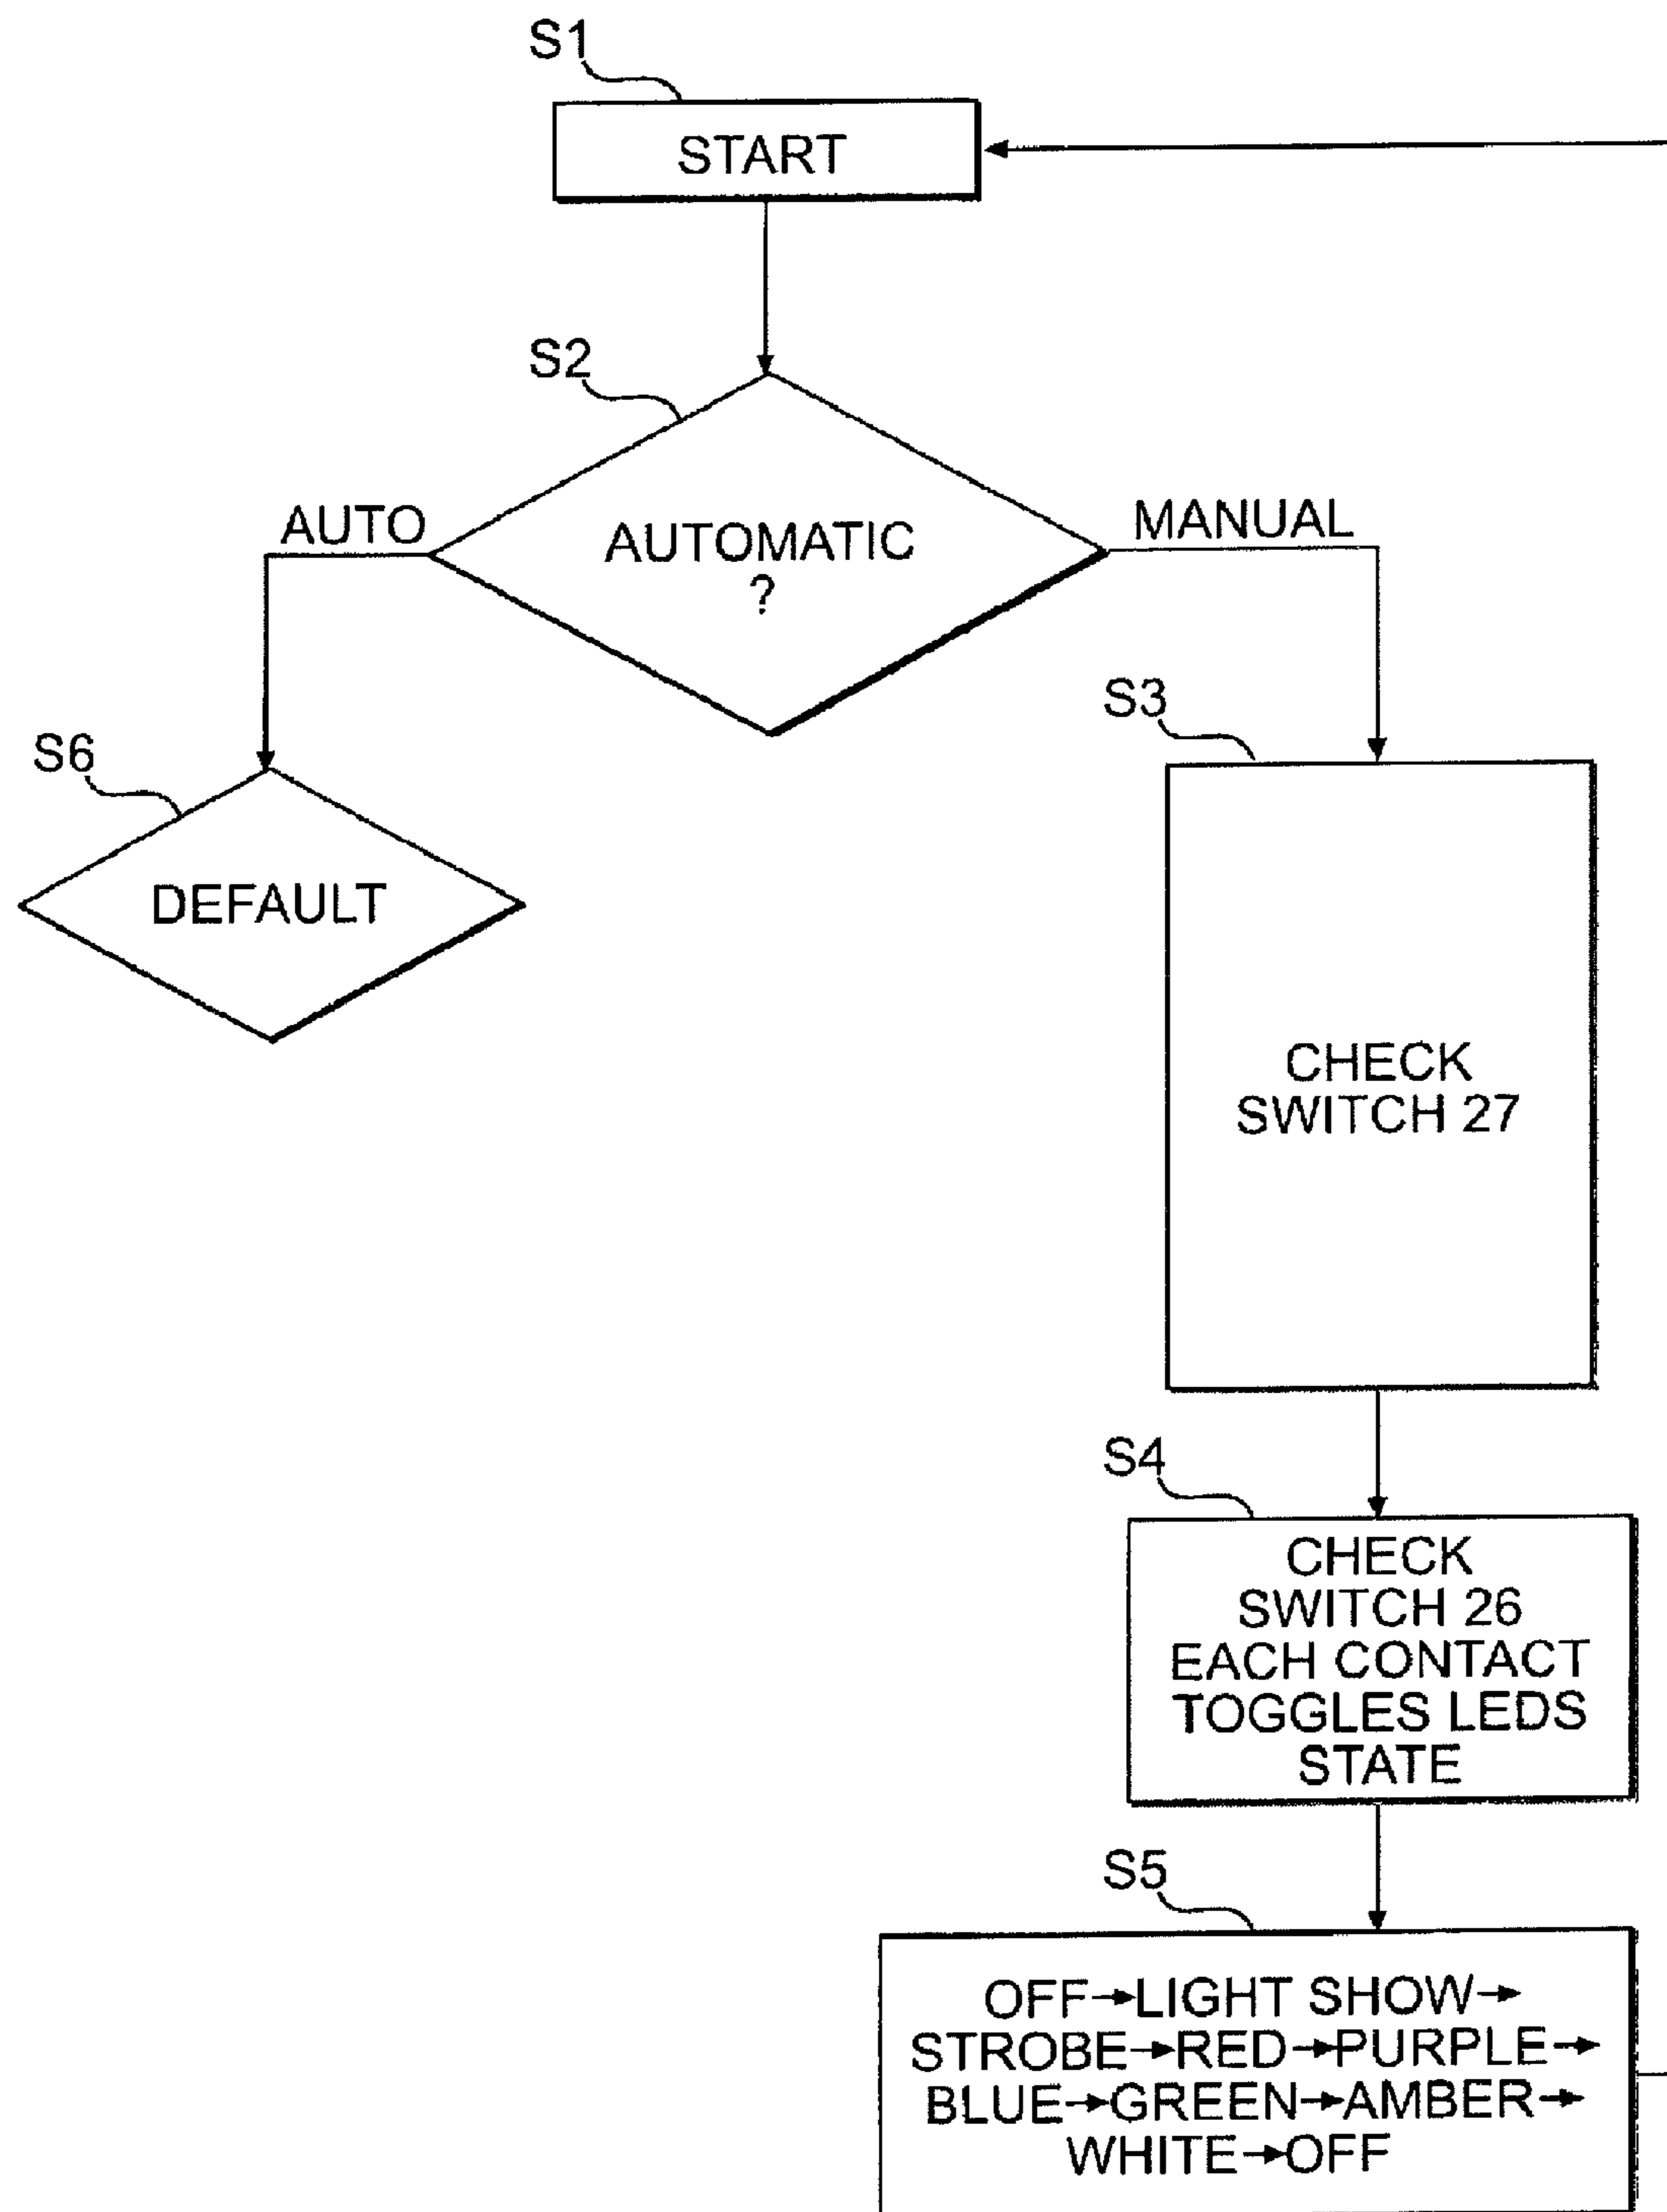 S1
START
S2
AUTOMATIC
?
AUTO
MANUAL
S6
DEFAULT
S3
CHECK
SWITCH 27
S4
CHECK
SWITCH 26
EACH CONTACT
TOGGLES LEDS
STATE
S5
OFF→LIGHT SHOW→
STROBE→RED→PURPLE→
BLUE→GREEN→AMBER→
WHITE→OFF